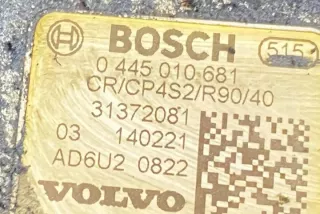 BOSCH 515
0 445 010 681
CR/CP4S2/R90/40
31372081
03 140221
AD6U2 0822
VOLVO